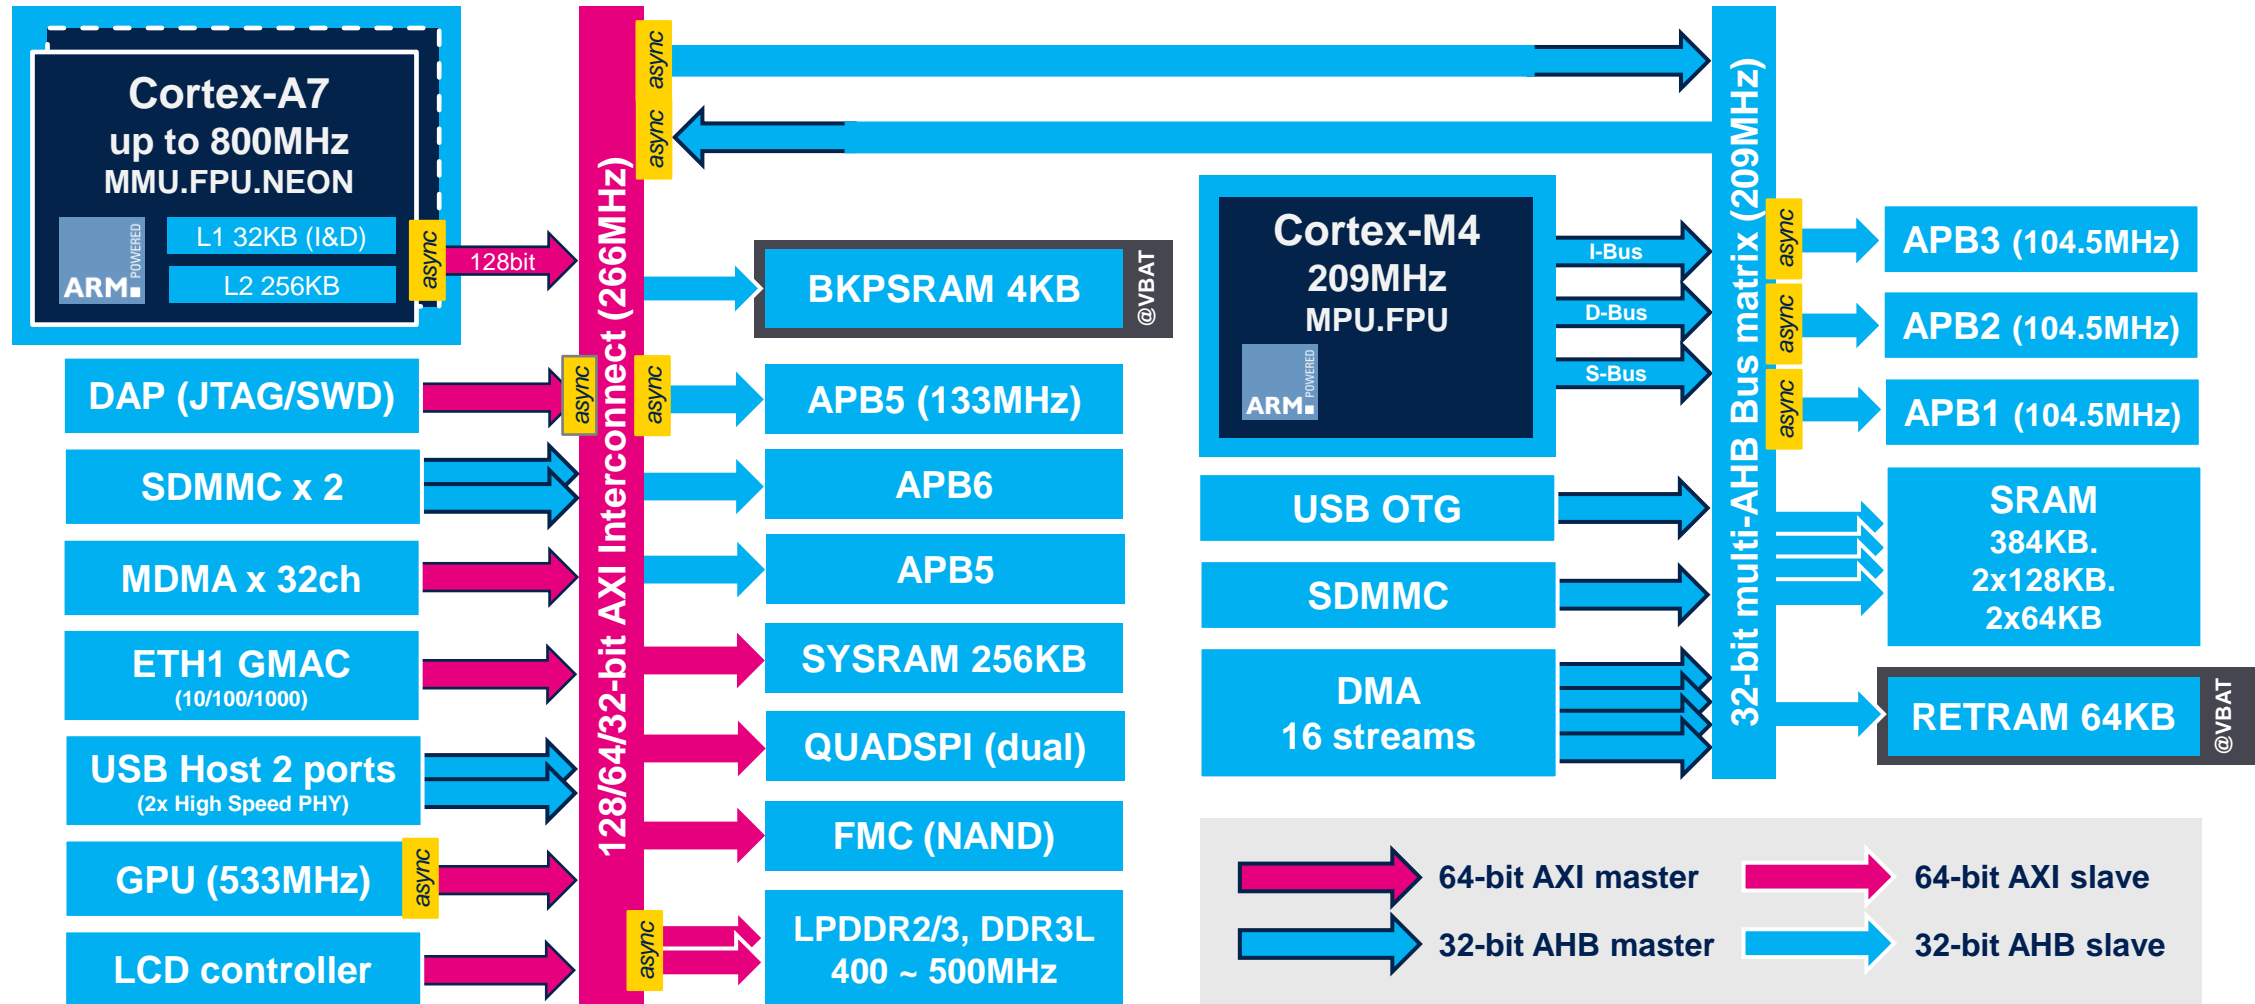 Cortex-A7
up to 800MHz
MMU.FPU.NEON
ARM POWERED
L1 32KB (I&D)
L2 256KB
async
128bit
DAP (JTAG/SWD)
async
SDMMC x 2
MDMA x 32ch
ETH1 GMAC
(10/100/1000)
USB Host 2 ports
(2x High Speed PHY)
GPU (533MHz)
async
LCD controller
128/64/32-bit AXI Interconnect (266MHz)
async
async
BKPSRAM 4KB
@VBAT
async
APB5 (133MHz)
APB6
APB5
SYSRAM 256KB
QUADSPI (dual)
FMC (NAND)
async
LPDDR2/3, DDR3L
400 ~ 500MHz
Cortex-M4
209MHz
MPU.FPU
ARM POWERED
I-Bus
D-Bus
S-Bus
USB OTG
SDMMC
DMA
16 streams
32-bit multi-AHB Bus matrix (209MHz)
async
APB3 (104.5MHz)
async
APB2 (104.5MHz)
async
APB1 (104.5MHz)
SRAM
384KB.
2x128KB.
2x64KB
RETRAM 64KB
@VBAT
64-bit AXI master
64-bit AXI slave
32-bit AHB master
32-bit AHB slave